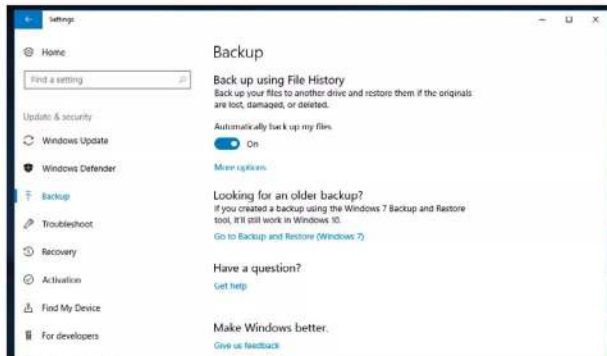 Settings
Home
Find a setting
Update & security
Windows Update
Windows Defender
Backup
Troubleshoot
Recovery
Activation
Find My Device
For developers
Backup
Back up using File History
Back up your files to another drive and restore them if the originals
are lost, damaged, or deleted.
Automatically back up my files
On
More options
Looking for an older backup?
If you created a backup using the Windows 7 Backup and Restore
tool, it'll still work in Windows 10.
Go to Backup and Restore (Windows 7)
Have a question?
Get help
Make Windows better.
Give us feedback